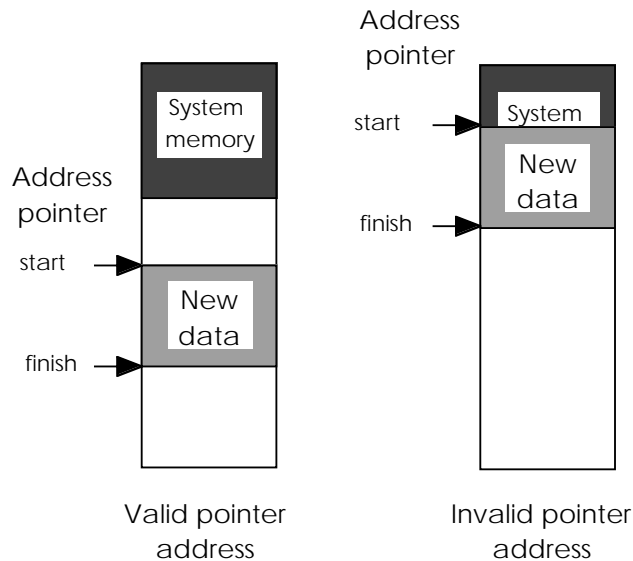 System
memory
Address
pointer
start
New
data
finish
Valid pointer
address
Address
pointer
System
start
New
data
finish
Invalid pointer
address